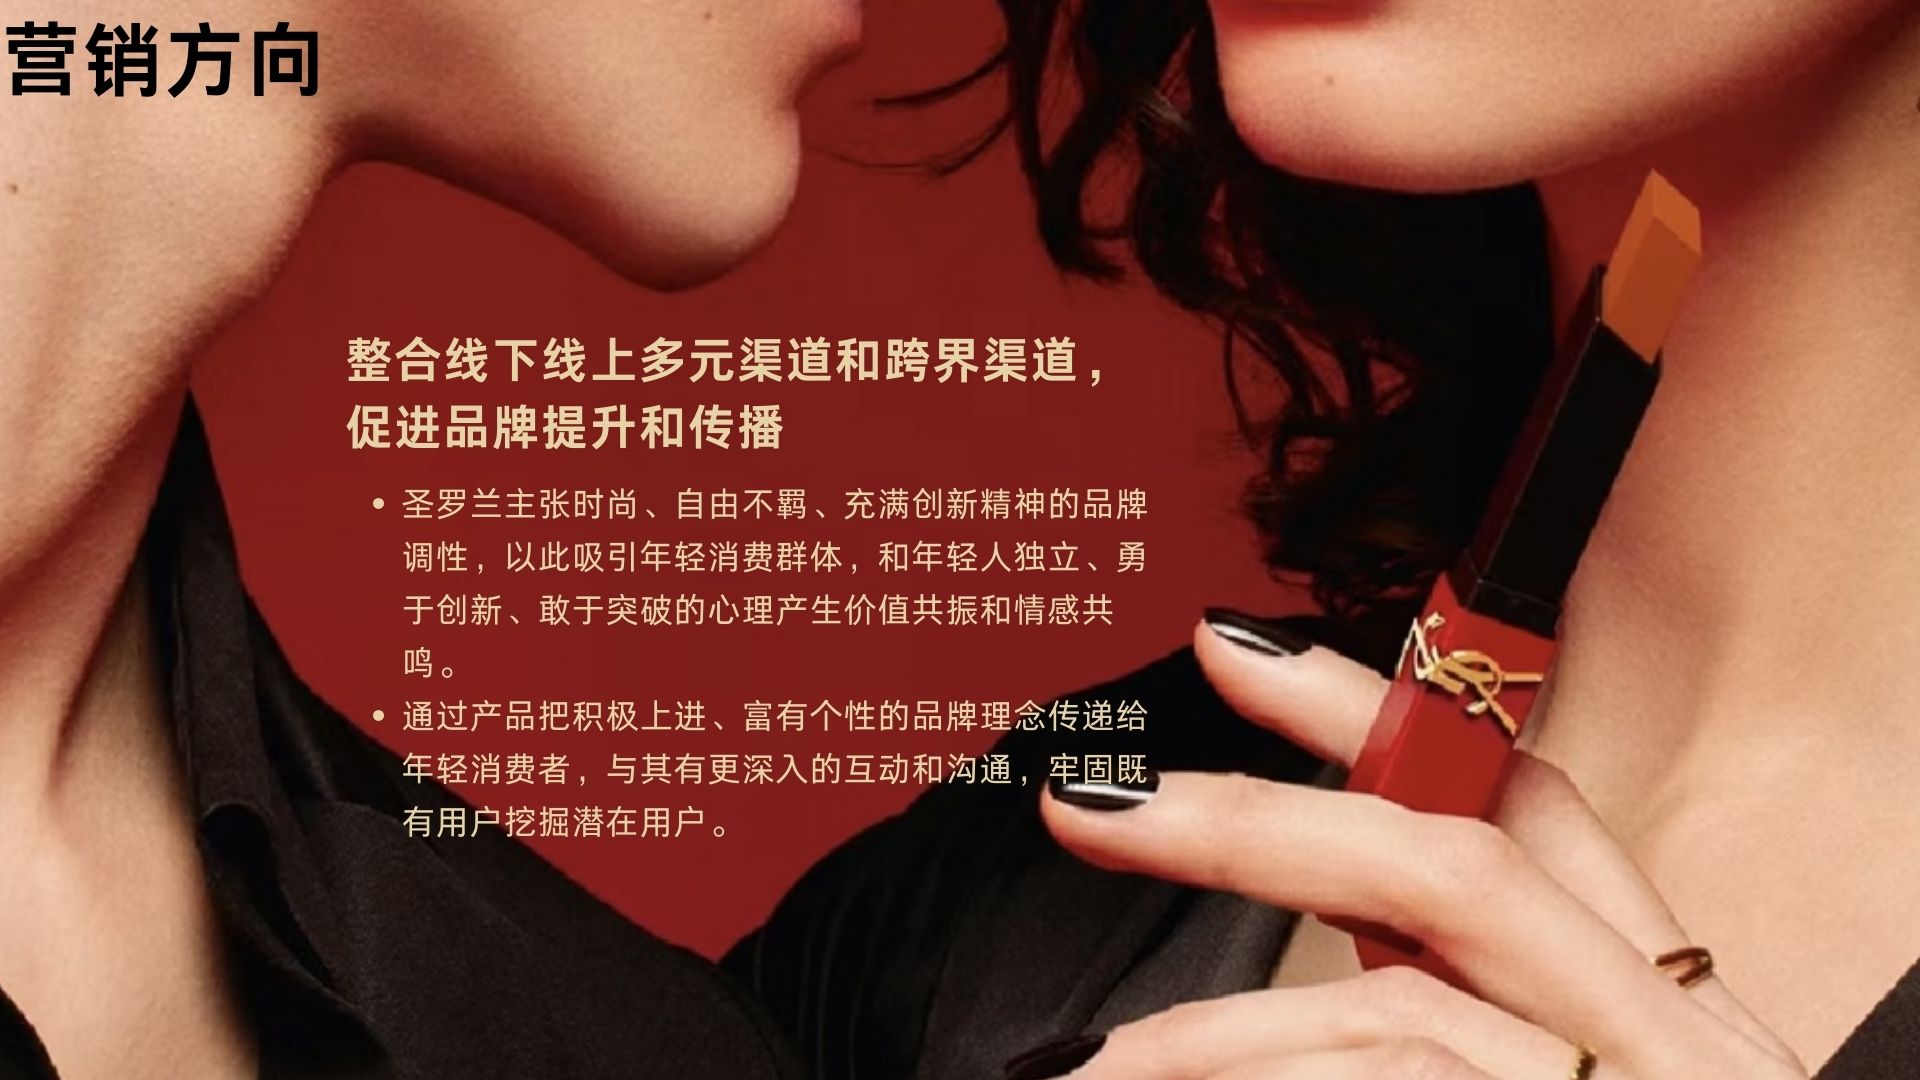 营销方向
整合线下线上多元渠道和跨界渠道，
促进品牌提升和传播
• 圣罗兰主张时尚、自由不羁、充满创新精神的品牌
调性，以此吸引年轻消费群体，和年轻人独立、勇
于创新、敢于突破的心理产生价值共振和情感共
鸣。
• 通过产品把积极上进、富有个性的品牌理念传递给
年轻消费者，与其有更深入的互动和沟通，牢固既
有用户挖掘潜在用户。
YSL